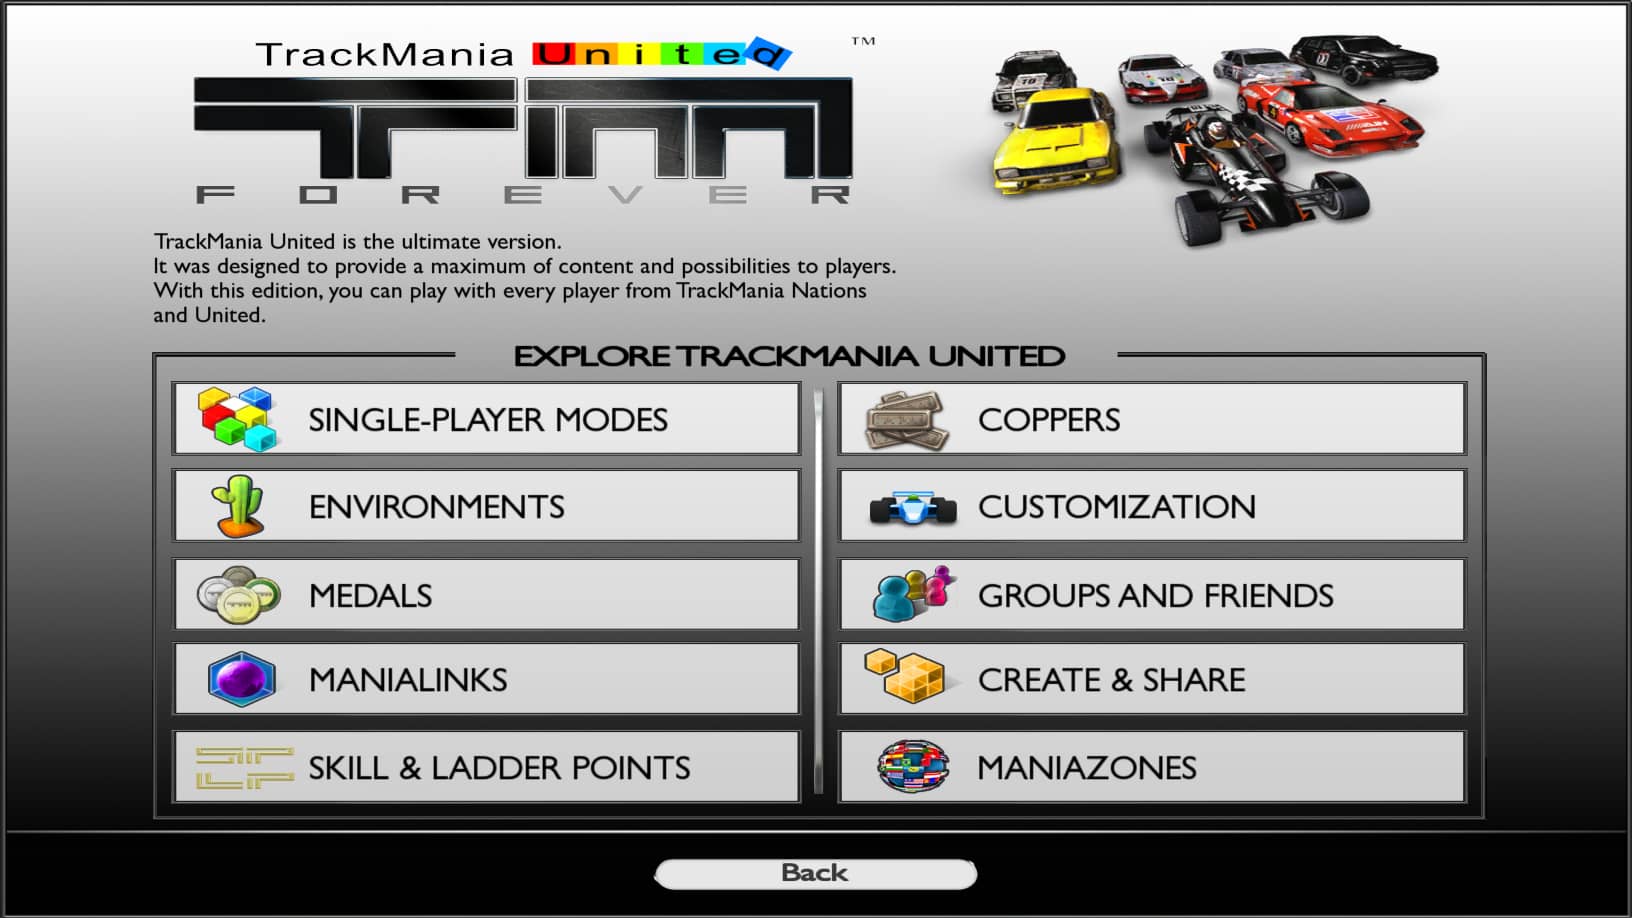 TrackMania United ™
TM
FOREVER
TrackMania United is the ultimate version.
It was designed to provide a maximum of content and possibilities to players.
With this edition, you can play with every player from TrackMania Nations
and United.
EXPLORE TRACKMANIA UNITED
SINGLE-PLAYER MODES
COPPERS
ENVIRONMENTS
CUSTOMIZATION
MEDALS
GROUPS AND FRIENDS
MANIALINKS
CREATE & SHARE
SP
LP
SKILL & LADDER POINTS
MANIAZONES
Back